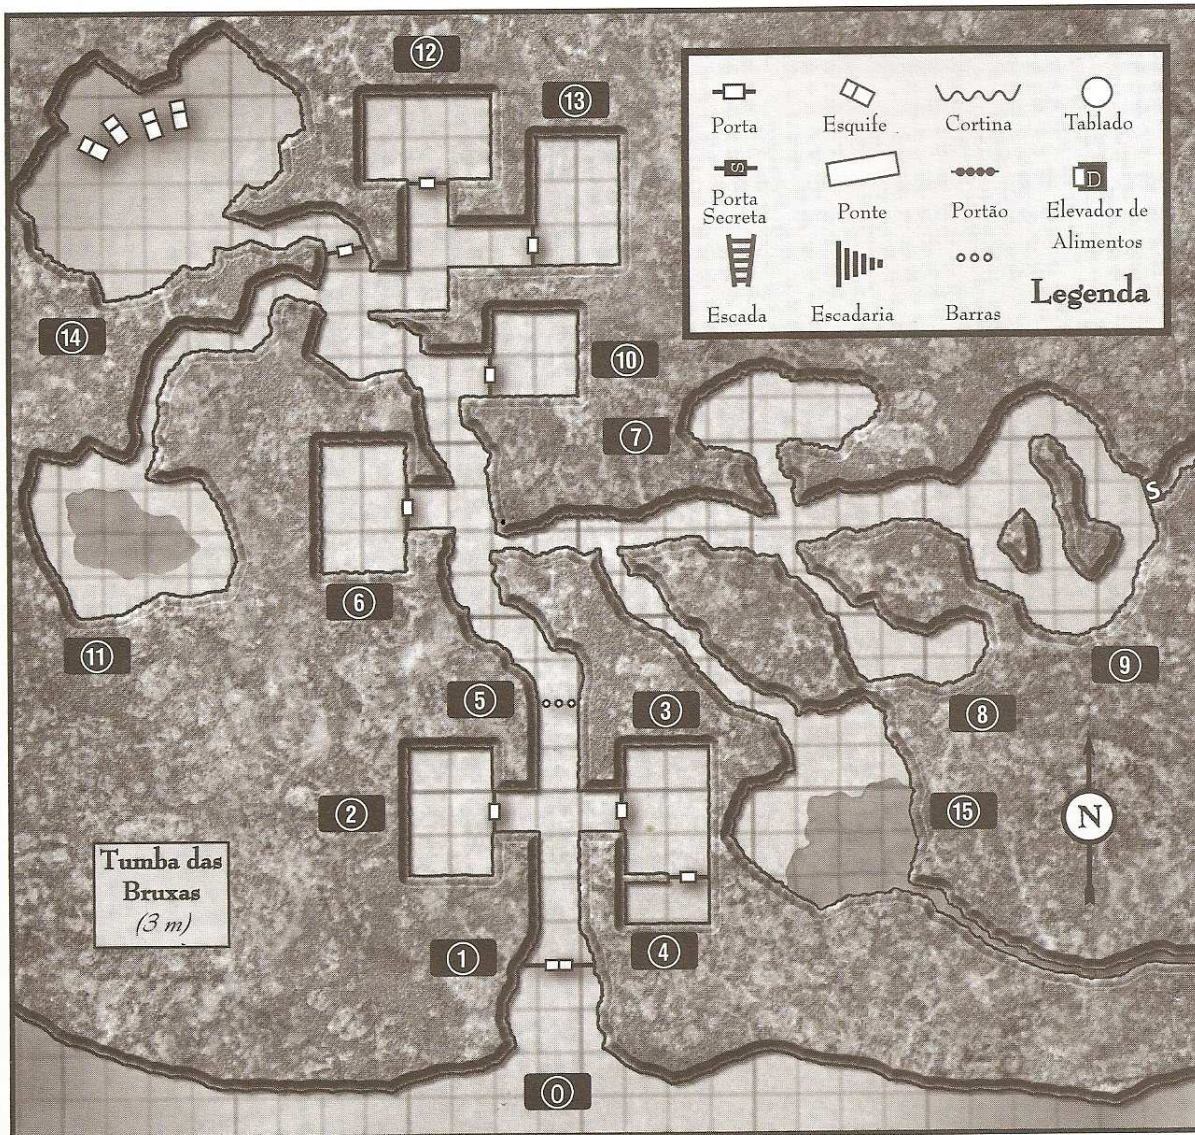 12
13
Porta
Esquife
Cortina
Tablado
S
D
Porta
Secreta
Ponte
Portão
Elevador de
Alimentos
Escada
Escadaria
Barras
Legenda
14
10
7
S
6
11
9
5
3
8
2
15
N
Tumba das
Bruxas
(3 m)
1
4
0